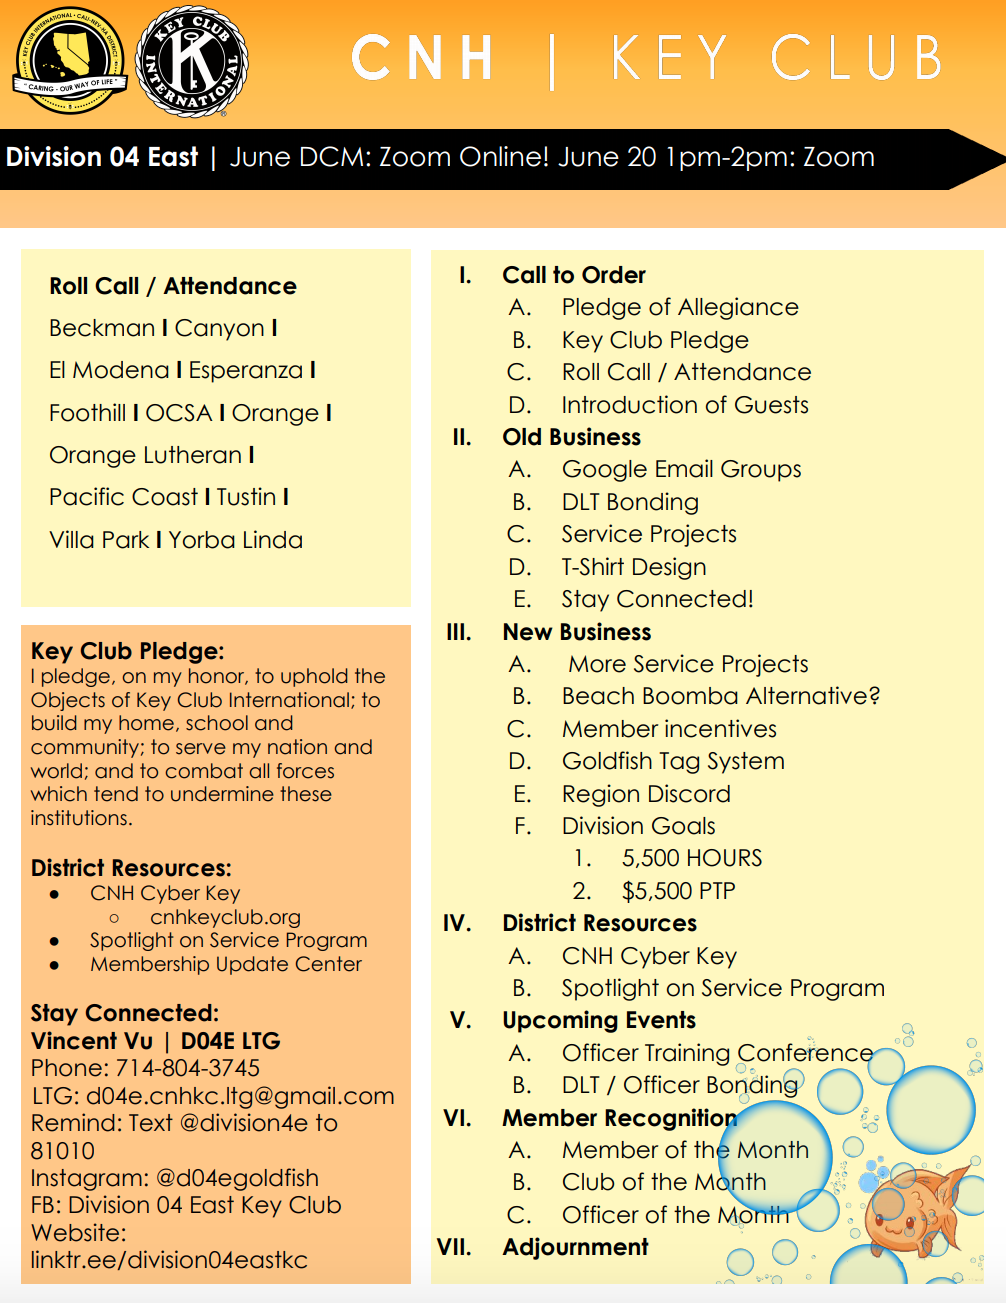 KEY CLUB INTERNATIONAL • CALI-NEV-HA DISTRICT
"CARING - OUR WAY OF LIFE"
KEY CLUB
K
INTERNATIONAL
®
CNH | KEY CLUB
Division 04 East | June DCM: Zoom Online! June 20 1pm-2pm: Zoom
Roll Call / Attendance
Beckman I Canyon I
El Modena I Esperanza I
Foothill I OCSA I Orange I
Orange Lutheran I
Pacific Coast I Tustin I
Villa Park I Yorba Linda
Key Club Pledge:
I pledge, on my honor, to uphold the
Objects of Key Club International; to
build my home, school and
community; to serve my nation and
world; and to combat all forces
which tend to undermine these
institutions.
District Resources:
● CNH Cyber Key
○ cnhkeyclub.org
● Spotlight on Service Program
● Membership Update Center
Stay Connected:
Vincent Vu | D04E LTG
Phone: 714-804-3745
LTG: d04e.cnhkc.ltg@gmail.com
Remind: Text @division4e to
81010
Instagram: @d04egoldfish
FB: Division 04 East Key Club
Website:
linktr.ee/division04eastkc
I. Call to Order
A. Pledge of Allegiance
B. Key Club Pledge
C. Roll Call / Attendance
D. Introduction of Guests
II. Old Business
A. Google Email Groups
B. DLT Bonding
C. Service Projects
D. T-Shirt Design
E. Stay Connected!
III. New Business
A. More Service Projects
B. Beach Boomba Alternative?
C. Member incentives
D. Goldfish Tag System
E. Region Discord
F. Division Goals
1. 5,500 HOURS
2. $5,500 PTP
IV. District Resources
A. CNH Cyber Key
B. Spotlight on Service Program
V. Upcoming Events
A. Officer Training Conference
B. DLT / Officer Bonding
VI. Member Recognition
A. Member of the Month
B. Club of the Month
C. Officer of the Month
VII. Adjournment